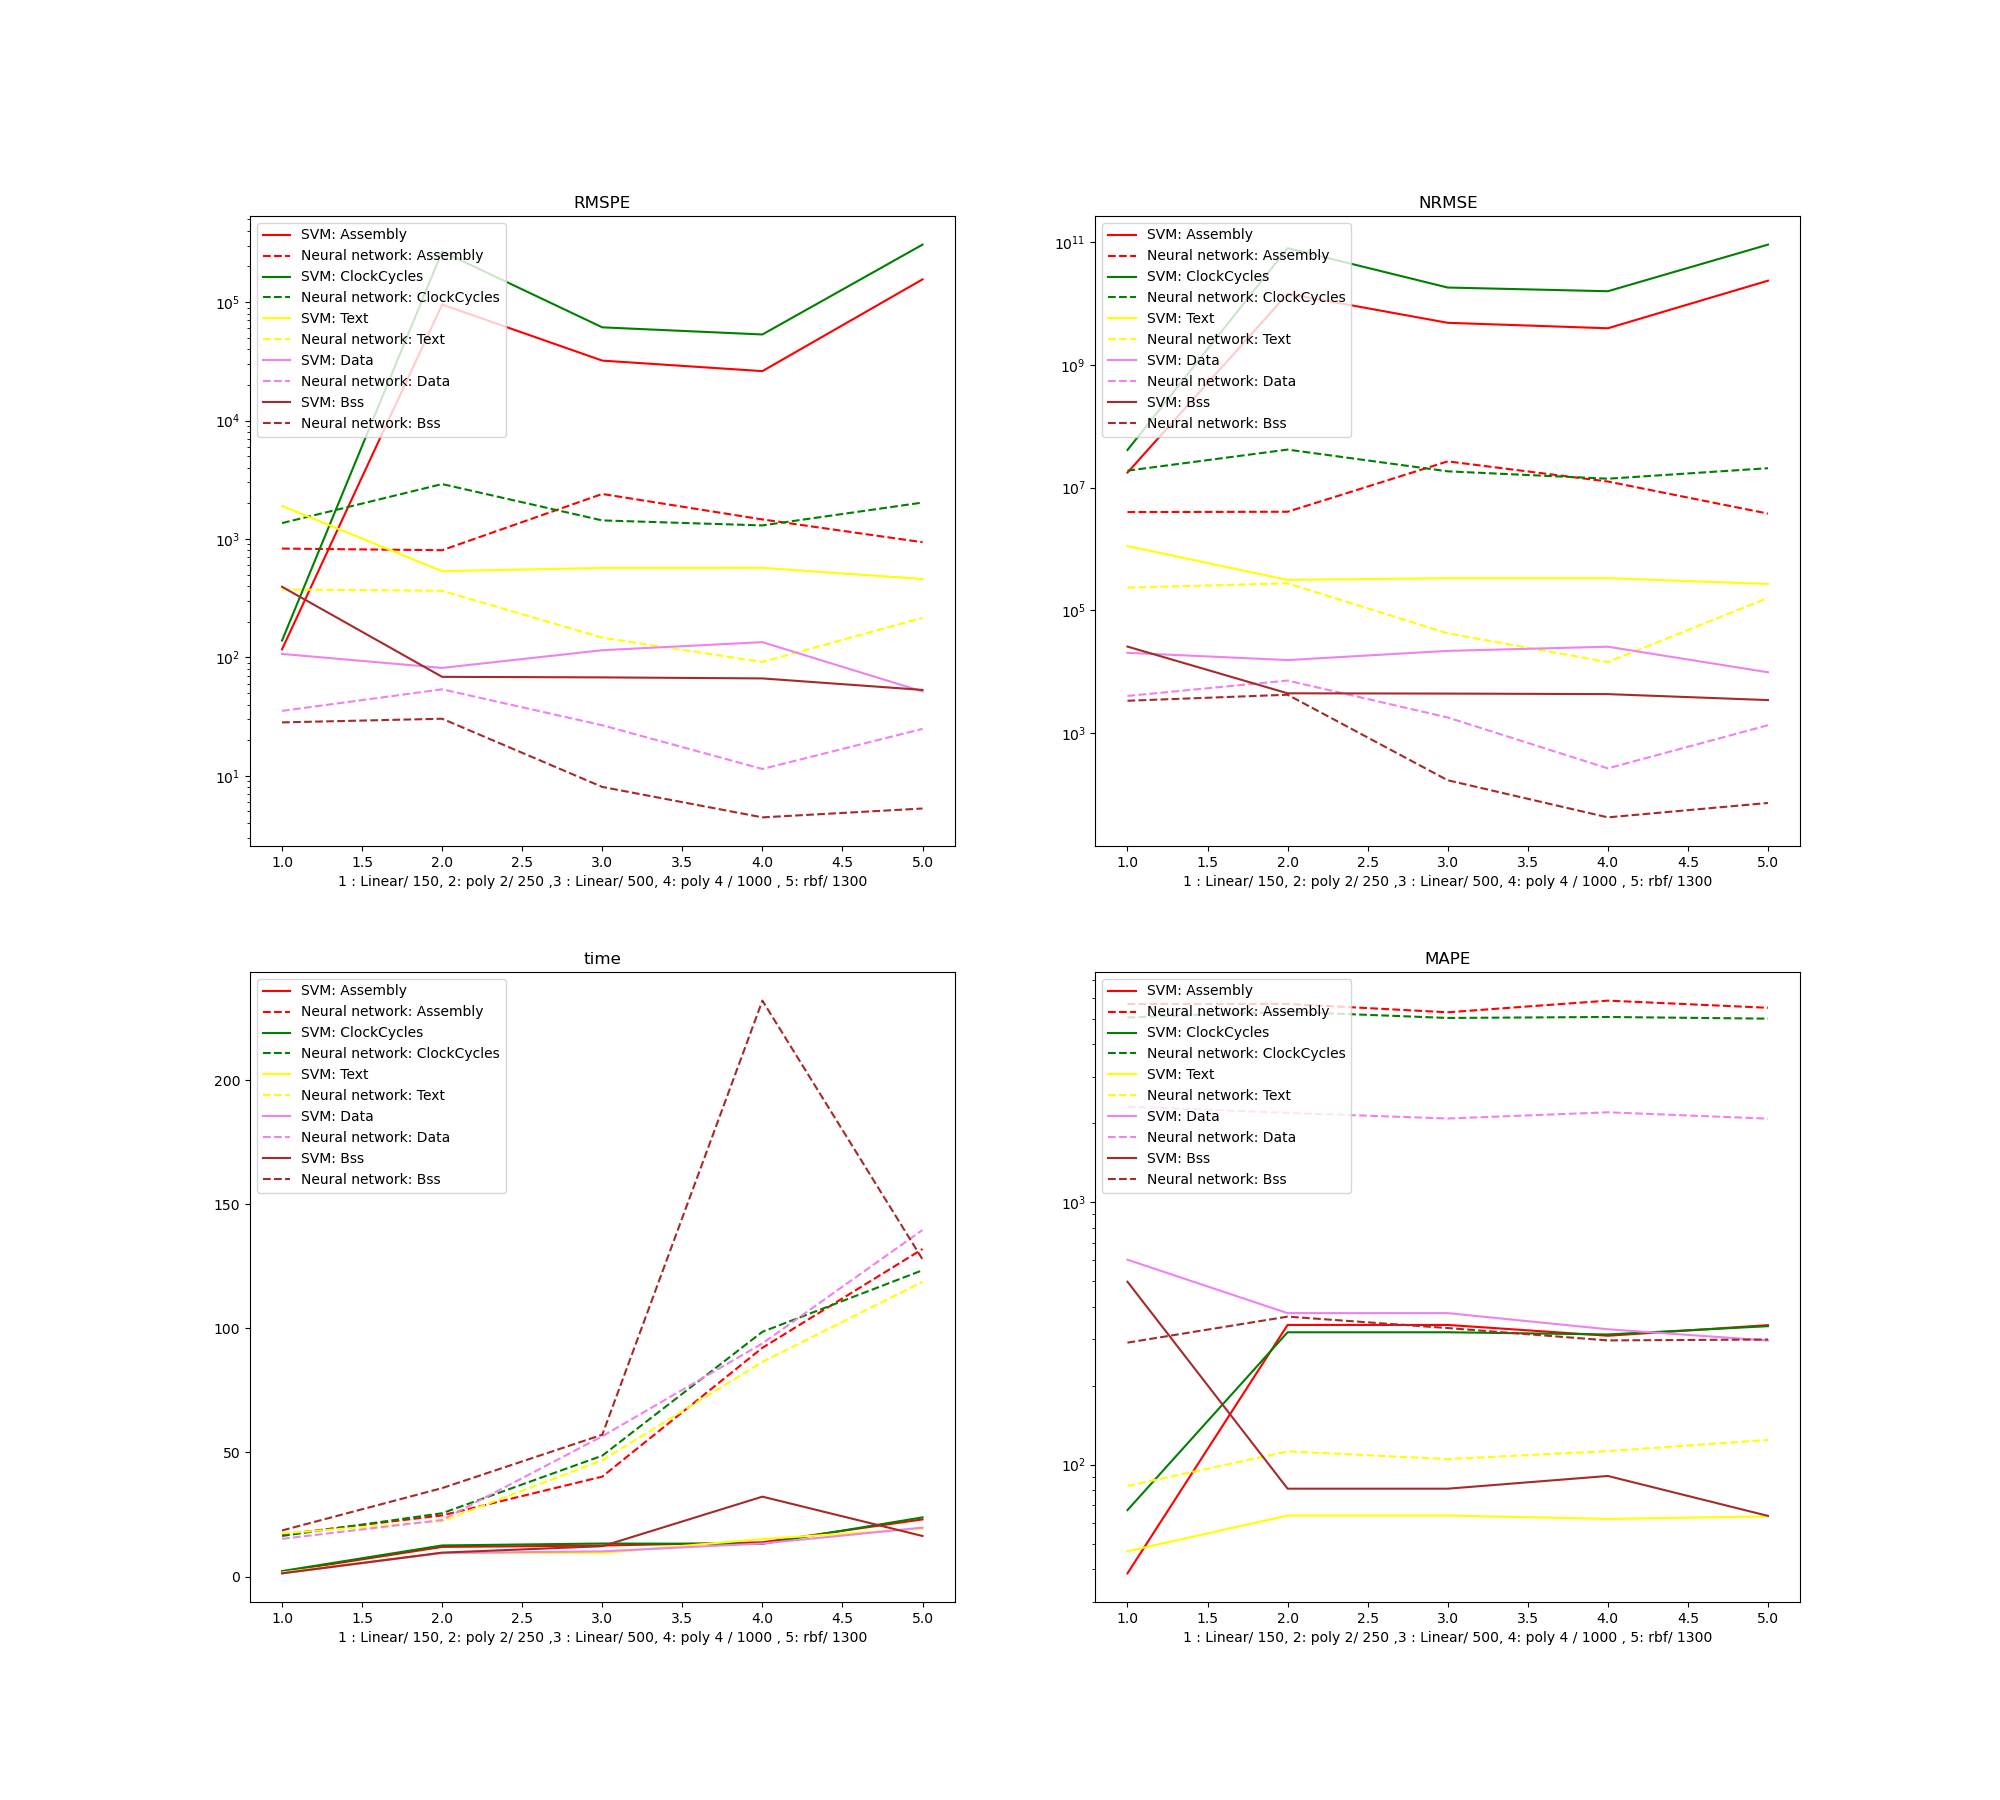 RMSPE
SVM: Assembly
Neural network: Assembly
SVM: ClockCycles
Neural network: ClockCycles
SVM: Text
Neural network: Text
SVM: Data
Neural network: Data
SVM: Bss
Neural network: Bss
10^5
10^4
10^3
10^2
10^1
1.0 1.5 2.0 2.5 3.0 3.5 4.0 4.5 5.0
1 : Linear/ 150, 2: poly 2/ 250 ,3 : Linear/ 500, 4: poly 4 / 1000 , 5: rbf/ 1300
NRMSE
SVM: Assembly
Neural network: Assembly
SVM: ClockCycles
Neural network: ClockCycles
SVM: Text
Neural network: Text
SVM: Data
Neural network: Data
SVM: Bss
Neural network: Bss
10^11
10^9
10^7
10^5
10^3
1.0 1.5 2.0 2.5 3.0 3.5 4.0 4.5 5.0
1 : Linear/ 150, 2: poly 2/ 250 ,3 : Linear/ 500, 4: poly 4 / 1000 , 5: rbf/ 1300
time
SVM: Assembly
Neural network: Assembly
SVM: ClockCycles
Neural network: ClockCycles
SVM: Text
Neural network: Text
SVM: Data
Neural network: Data
SVM: Bss
Neural network: Bss
200
150
100
50
0
1.0 1.5 2.0 2.5 3.0 3.5 4.0 4.5 5.0
1 : Linear/ 150, 2: poly 2/ 250 ,3 : Linear/ 500, 4: poly 4 / 1000 , 5: rbf/ 1300
MAPE
SVM: Assembly
Neural network: Assembly
SVM: ClockCycles
Neural network: ClockCycles
SVM: Text
Neural network: Text
SVM: Data
Neural network: Data
SVM: Bss
Neural network: Bss
10^3
10^2
1.0 1.5 2.0 2.5 3.0 3.5 4.0 4.5 5.0
1 : Linear/ 150, 2: poly 2/ 250 ,3 : Linear/ 500, 4: poly 4 / 1000 , 5: rbf/ 1300